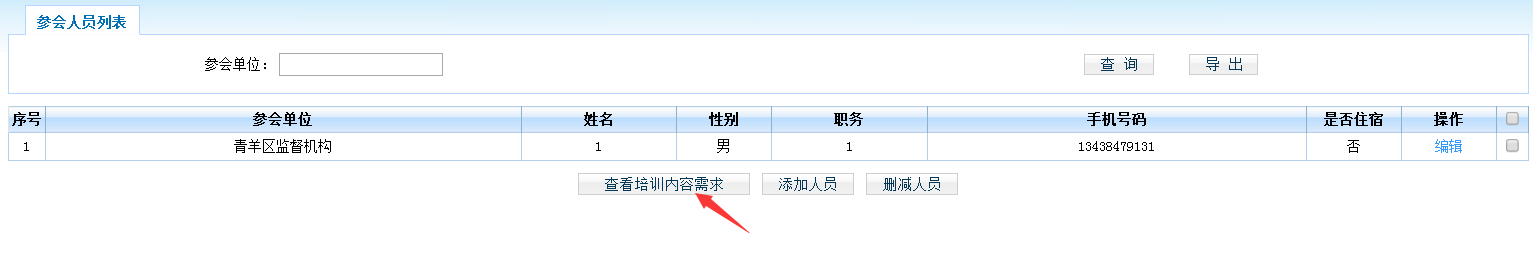 参会人员列表
参会单位： 查 询 导 出
序号 参会单位 姓名 性别 职务 手机号码 是否住宿 操作
1 青羊区监督机构 1 男 1 13438479131 否 编辑
查看培训内容需求 添加人员 删减人员